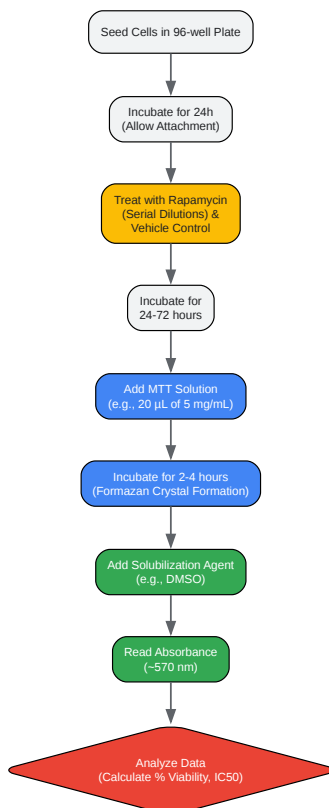 Seed Cells in 96-well Plate
Incubate for 24h
(Allow Attachment)
Treat with Rapamycin
(Serial Dilutions) &
Vehicle Control
Incubate for
24-72 hours
Add MTT Solution
(e.g., 20 µL of 5 mg/mL)
Incubate for 2-4 hours
(Formazan Crystal Formation)
Add Solubilization Agent
(e.g., DMSO)
Read Absorbance
(~570 nm)
Analyze Data
(Calculate % Viability, IC50)